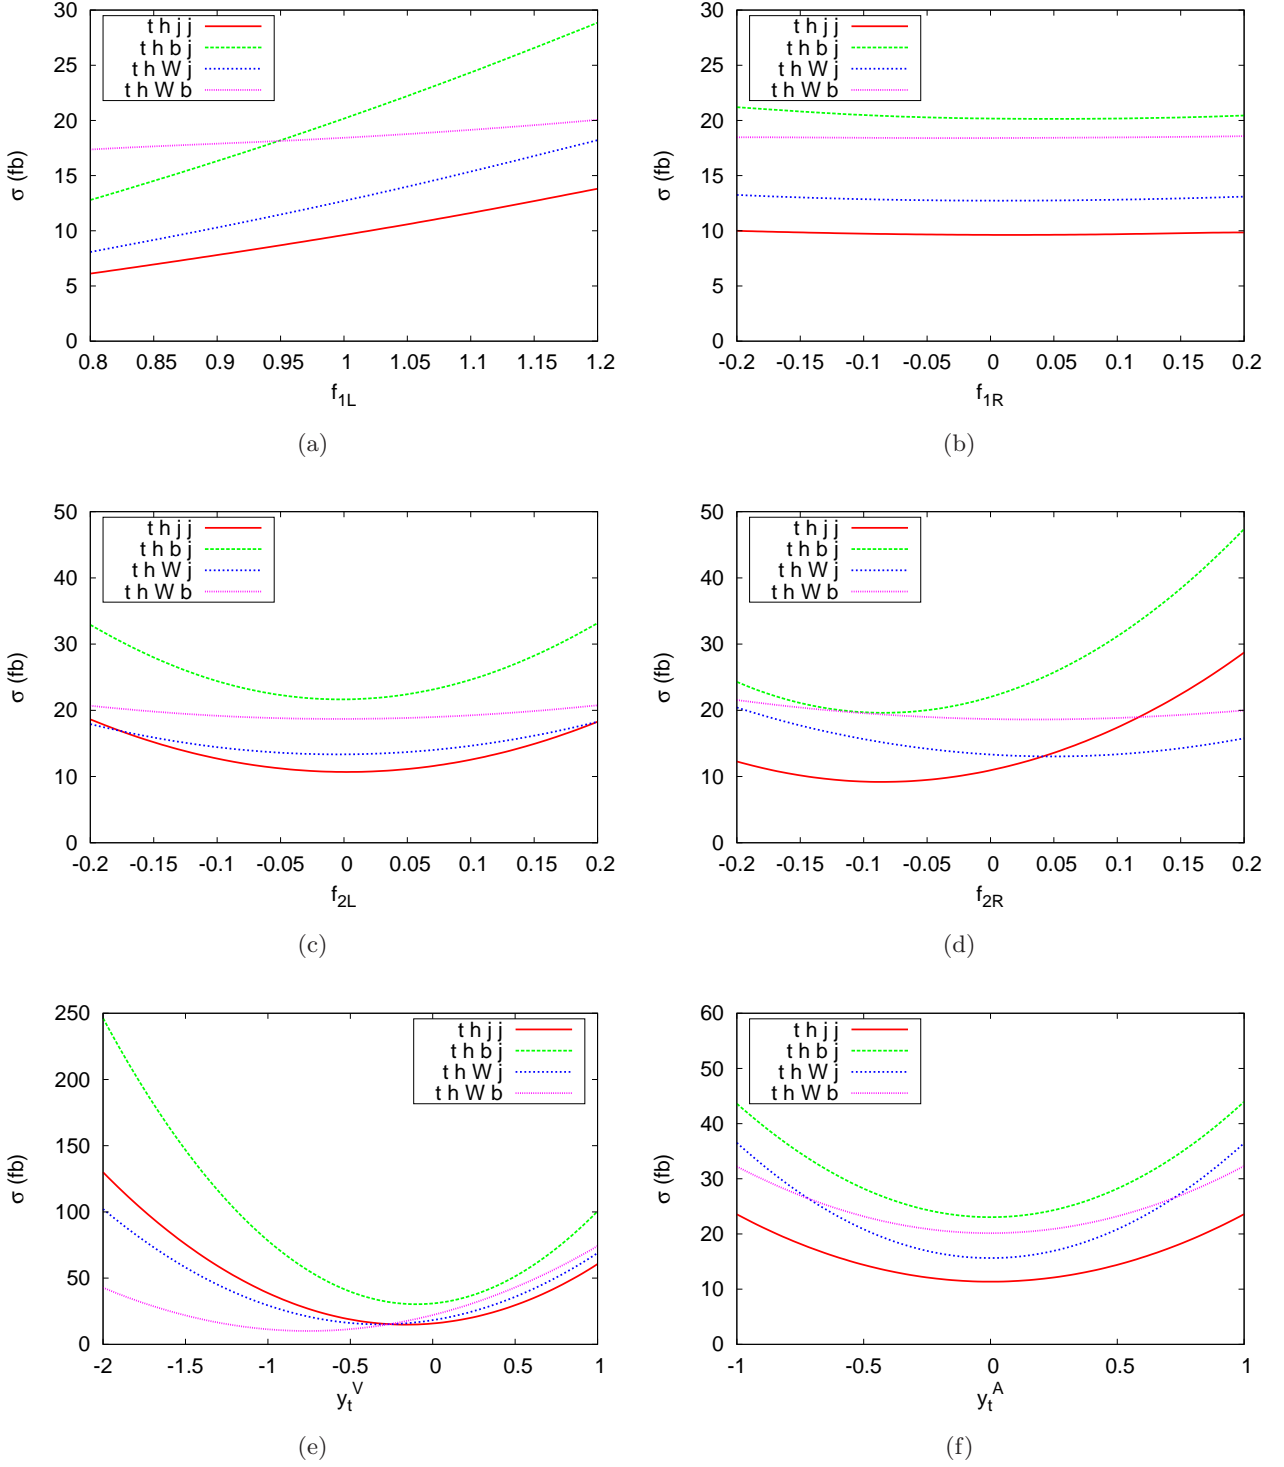 30
25
20
15
10
5
0
σ (fb)
t h j j
t h b j
t h W j
t h W b
0.8 0.85 0.9 0.95 1 1.05 1.1 1.15 1.2
f1L
(a)
30
25
20
15
10
5
0
σ (fb)
t h j j
t h b j
t h W j
t h W b
-0.2 -0.15 -0.1 -0.05 0 0.05 0.1 0.15 0.2
f1R
(b)
50
40
30
20
10
0
σ (fb)
t h j j
t h b j
t h W j
t h W b
-0.2 -0.15 -0.1 -0.05 0 0.05 0.1 0.15 0.2
f2L
(c)
50
40
30
20
10
0
σ (fb)
t h j j
t h b j
t h W j
t h W b
-0.2 -0.15 -0.1 -0.05 0 0.05 0.1 0.15 0.2
f2R
(d)
250
200
150
100
50
0
σ (fb)
t h j j
t h b j
t h W j
t h W b
-2 -1.5 -1 -0.5 0 0.5 1
ytV
(e)
60
50
40
30
20
10
0
σ (fb)
t h j j
t h b j
t h W j
t h W b
-1 -0.5 0 0.5 1
ytA
(f)